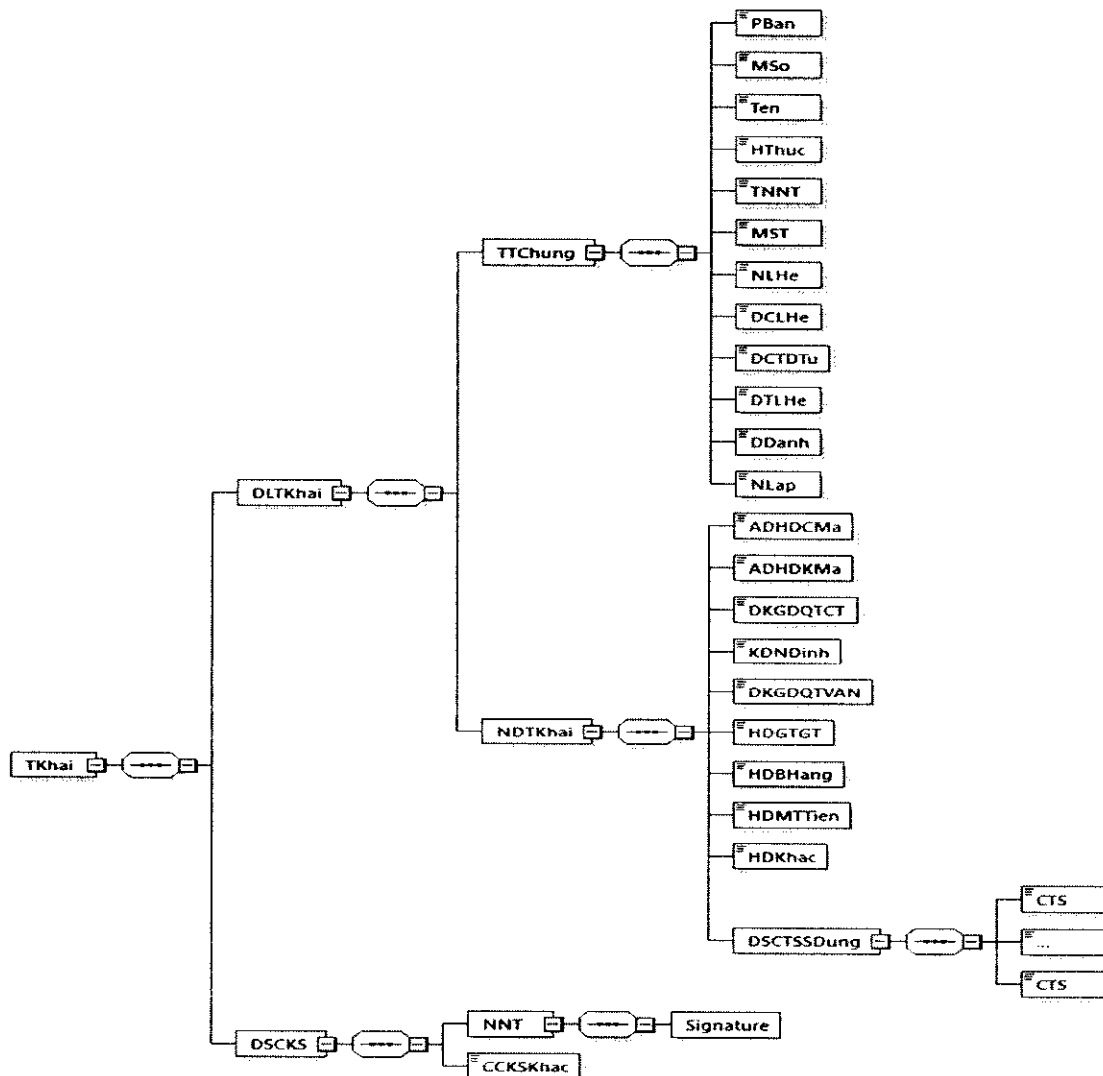 PBan
MSo
Ten
HThuc
TNNT
MST
TTChung
NLHe
DCLHe
DCTDTu
DTLHe
DDanh
DLTKhai
NLap
ADHDCMa
ADHDKMa
DKGDQTCT
KDNDinh
DKGDQTVAN
NDTKhai
HDGTGT
TKhai
HDBHang
HDMTTien
HDKhac
CTS
DSCTSSDung
...
CTS
NNT
Signature
DSCKS
CCKSKhac